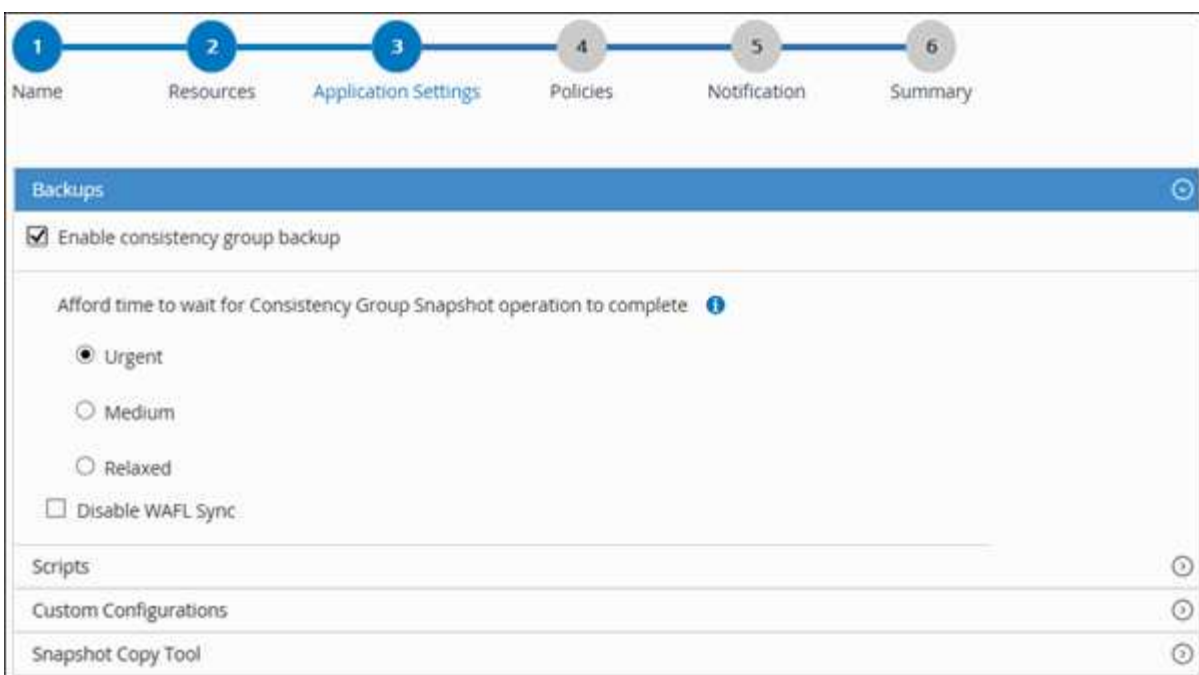 1 2 3 4 5 6
Name Resources Application Settings Policies Notification Summary
Backups
Enable consistency group backup
Afford time to wait for Consistency Group Snapshot operation to complete
Urgent
Medium
Relaxed
Disable WAFL Sync
Scripts
Custom Configurations
Snapshot Copy Tool